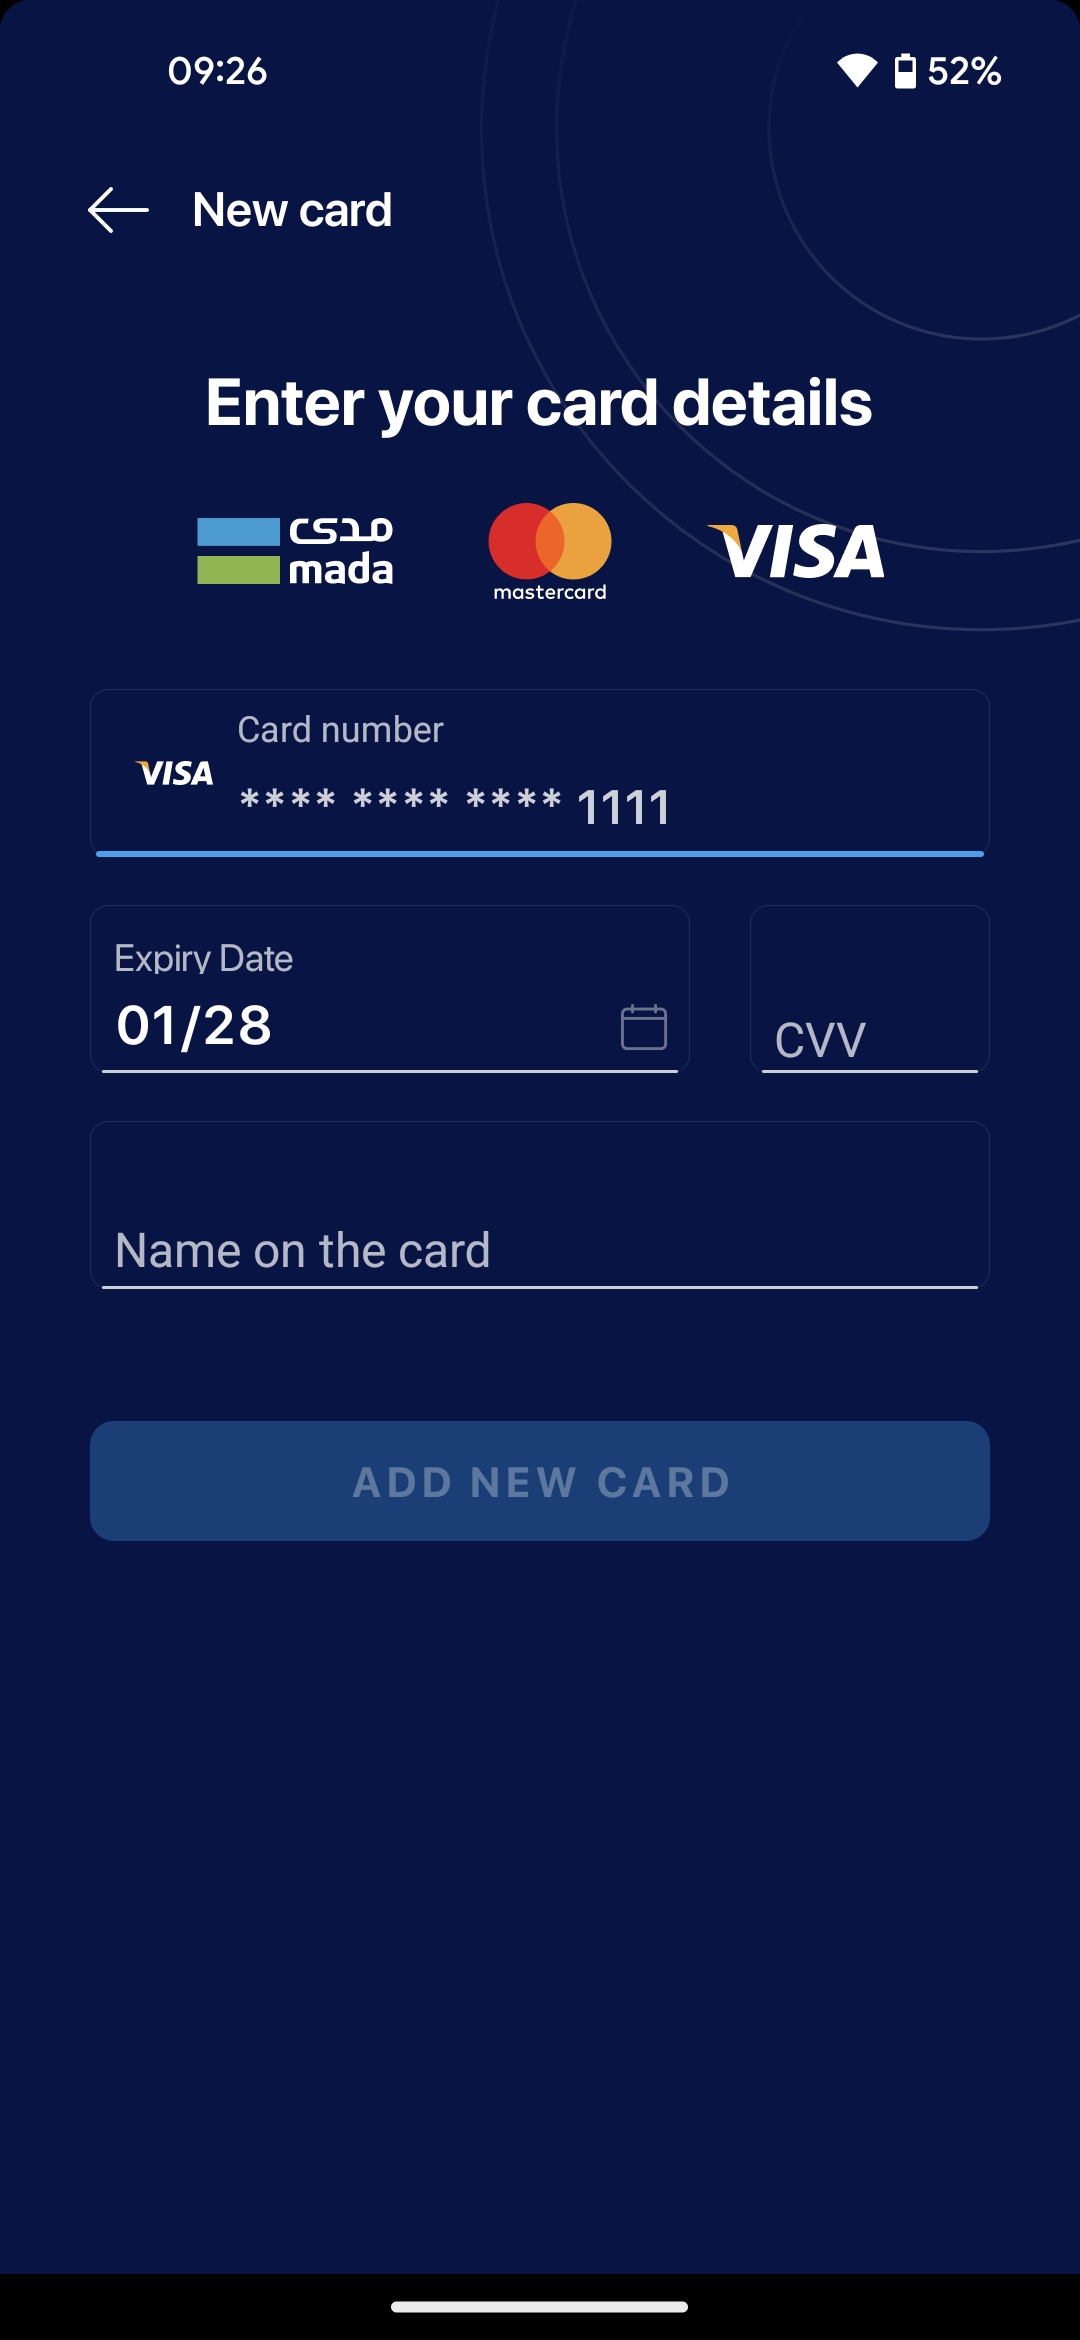 09:26 52%
New card
Enter your card details
مدى
mada
mastercard
VISA
Card number
VISA
**** **** **** 1111
Expiry Date
01/28
CVV
Name on the card
ADD NEW CARD